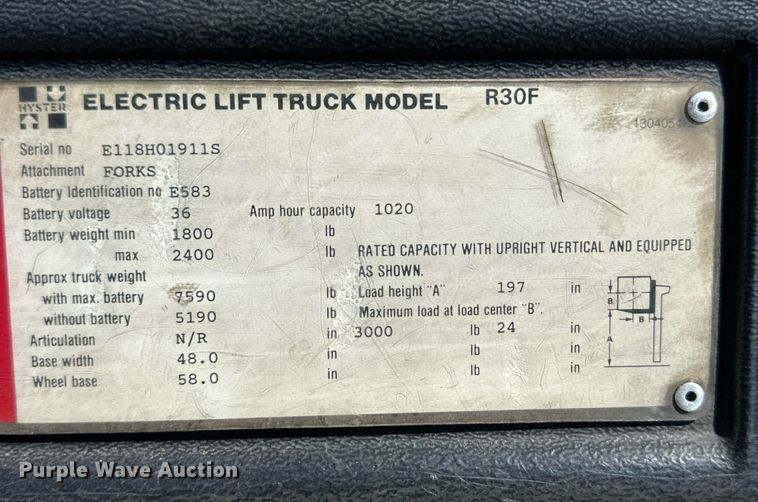 HYSTER ELECTRIC LIFT TRUCK MODEL R30F
Serial no E118H01911S
Attachment FORKS
Battery Identification no E583
Battery voltage 36 Amp hour capacity 1020
Battery weight min 1800 lb
max 2400 lb RATED CAPACITY WITH UPRIGHT VERTICAL AND EQUIPPED
AS SHOWN.
Approx truck weight
with max. battery 7590 lb Load height "A" 197 in
without battery 5190 lb Maximum load at load center "B".
Articulation N/R in 3000 lb 24 in
Base width 48.0 in lb in
Wheel base 58.0 in lb in
B
B
A
Purple Wave Auction